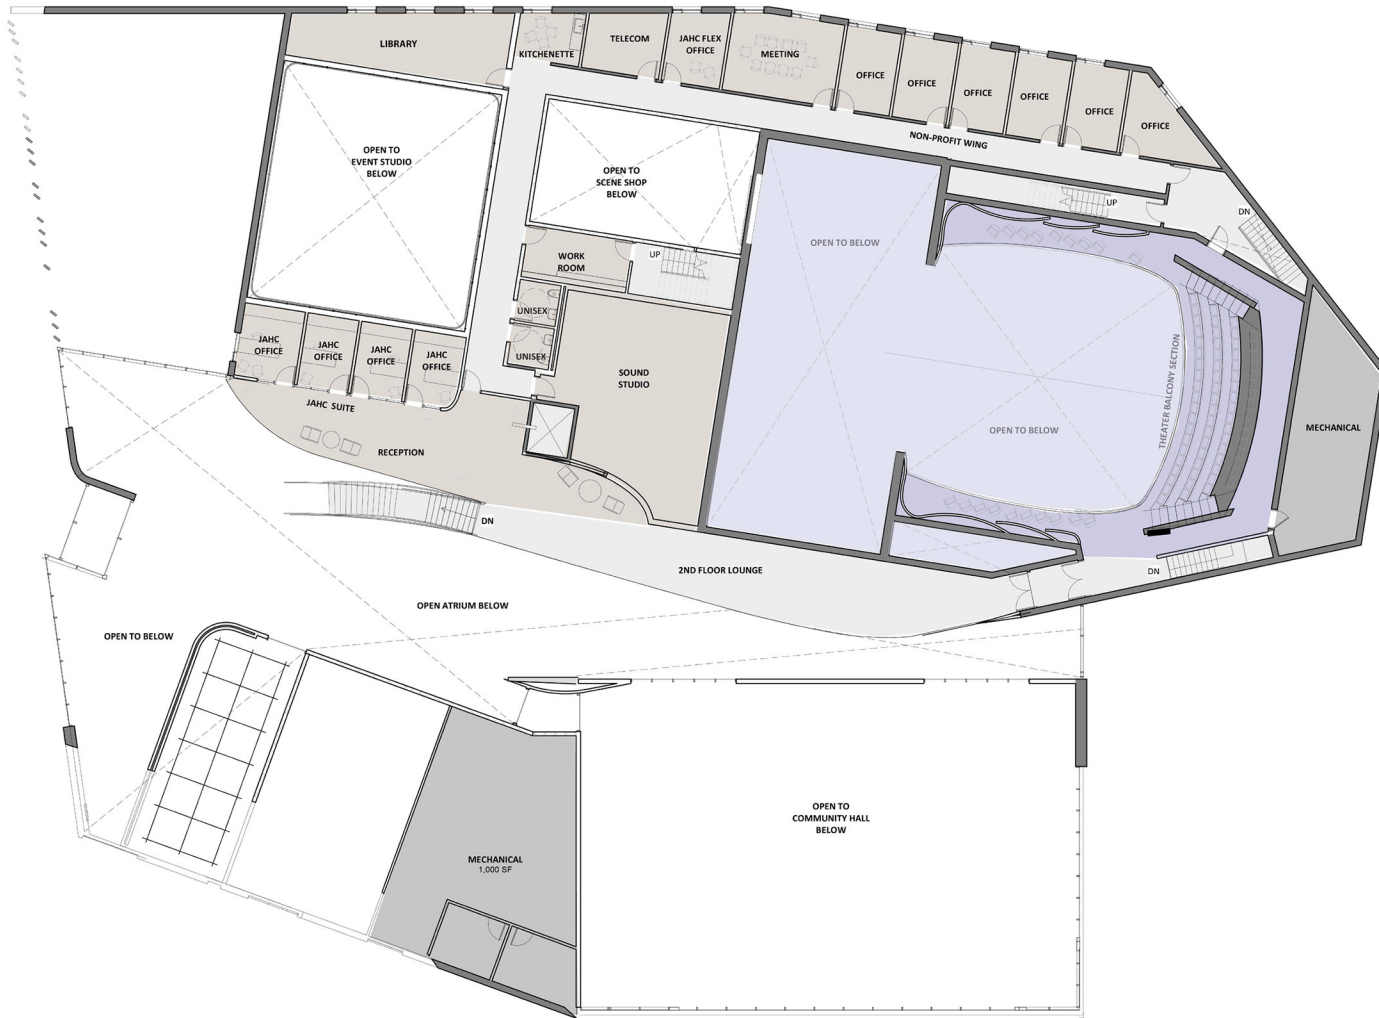 LIBRARY
KITCHENETTE
TELECOM
JAHC FLEX
OFFICE
MEETING
OFFICE
OFFICE
OFFICE
OFFICE
OFFICE
OFFICE
NON-PROFIT WING
OPEN TO
EVENT STUDIO
BELOW
OPEN TO
SCENE SHOP
BELOW
UP
DN
OPEN TO BELOW
WORK
ROOM
UP
UNISEX
UNISEX
JAHC
OFFICE
JAHC
OFFICE
JAHC
OFFICE
JAHC
OFFICE
SOUND
STUDIO
THEATER BALCONY SECTION
OPEN TO BELOW
MECHANICAL
JAHC SUITE
RECEPTION
DN
2ND FLOOR LOUNGE
DN
OPEN ATRIUM BELOW
OPEN TO BELOW
OPEN TO
COMMUNITY HALL
BELOW
MECHANICAL
1,000 SF